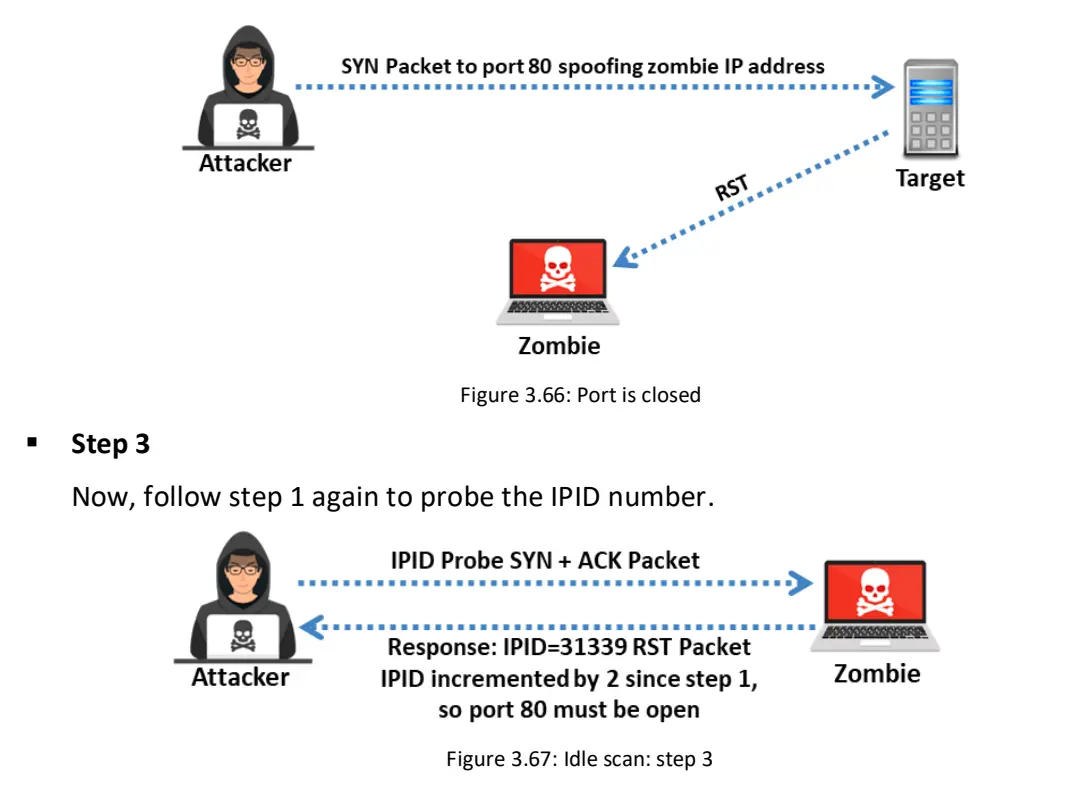 SYN Packet to port 80 spoofing zombie IP address
Attacker
Target
RST
Zombie
Figure 3.66: Port is closed
▪ Step 3
Now, follow step 1 again to probe the IPID number.
IPID Probe SYN + ACK Packet
Response: IPID=31339 RST Packet
IPID incremented by 2 since step 1,
so port 80 must be open
Attacker
Zombie
Figure 3.67: Idle scan: step 3